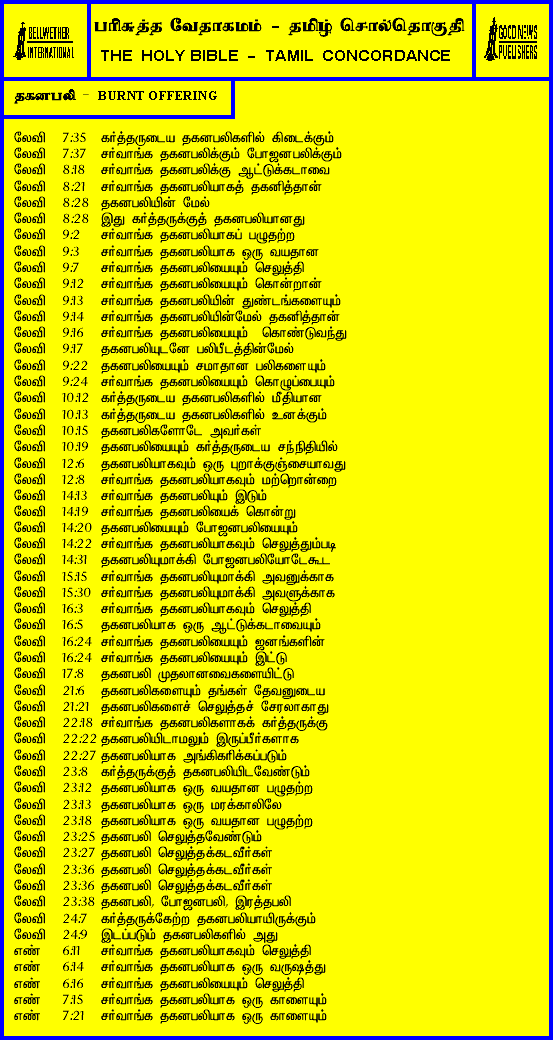 BELLWETHER INTERNATIONAL
பரிசுத்த வேதாகமம் - தமிழ் சொல்தொகுதி
THE HOLY BIBLE - TAMIL CONCORDANCE
GOOD NEWS PUBLISHERS
தகனபலி - BURNT OFFERING
லேவி 7:35 கர்த்தருடைய தகனபலிகளில் கிடைக்கும்
லேவி 7:37 சர்வாங்க தகனபலிக்கும் போஜனபலிக்கும்
லேவி 8:18 சர்வாங்க தகனபலிக்கு ஆட்டுக்கடாவை
லேவி 8:21 சர்வாங்க தகனபலியாகத் தகனித்தான்
லேவி 8:28 தகனபலியின் மேல்
லேவி 8:28 இது கர்த்தருக்குத் தகனபலியானது
லேவி 9:2 சர்வாங்க தகனபலியாகப் பழுதற்ற
லேவி 9:3 சர்வாங்க தகனபலியாக ஒரு வயதான
லேவி 9:7 சர்வாங்க தகனபலியையும் செலுத்தி
லேவி 9:12 சர்வாங்க தகனபலியையும் கொன்றான்
லேவி 9:13 சர்வாங்க தகனபலியின் துண்டங்களையும்
லேவி 9:14 சர்வாங்க தகனபலியின்மேல் தகனித்தான்
லேவி 9:16 சர்வாங்க தகனபலியையும் கொண்டுவந்து
லேவி 9:17 தகனபலியுடனே பலிபீடத்தின்மேல்
லேவி 9:22 தகனபலியையும் சமாதான பலிகளையும்
லேவி 9:24 சர்வாங்க தகனபலியையும் கொழுப்பையும்
லேவி 10:12 கர்த்தருடைய தகனபலிகளில் மீதியான
லேவி 10:13 கர்த்தருடைய தகனபலிகளில் உனக்கும்
லேவி 10:15 தகனபலிகளோடே அவர்கள்
லேவி 10:19 தகனபலியையும் கர்த்தருடைய சந்நிதியில்
லேவி 12:6 தகனபலியாகவும் ஒரு புறாக்குஞ்சையாவது
லேவி 12:8 சர்வாங்க தகனபலியாகவும் மற்றொன்றை
லேவி 14:13 சர்வாங்க தகனபலியும் இடும்
லேவி 14:19 சர்வாங்க தகனபலியைக் கொன்று
லேவி 14:20 தகனபலியையும் போஜனபலியையும்
லேவி 14:22 சர்வாங்க தகனபலியாகவும் செலுத்தும்படி
லேவி 14:31 தகனபலியுமாக்கி போஜனபலியோடேகூட
லேவி 15:15 சர்வாங்க தகனபலியுமாக்கி அவனுக்காக
லேவி 15:30 சர்வாங்க தகனபலியுமாக்கி அவளுக்காக
லேவி 16:3 சர்வாங்க தகனபலியாகவும் செலுத்தி
லேவி 16:5 தகனபலியாக ஒரு ஆட்டுக்கடாவையும்
லேவி 16:24 சர்வாங்க தகனபலியையும் ஜனங்களின்
லேவி 16:24 சர்வாங்க தகனபலியையும் இட்டு
லேவி 17:8 தகனபலி முதலானவைகளையிட்டு
லேவி 21:6 தகனபலிகளையும் தங்கள் தேவனுடைய
லேவி 21:21 தகனபலிகளைச் செலுத்தச் சேரலாகாது
லேவி 22:18 சர்வாங்க தகனபலிகளாகக் கர்த்தருக்கு
லேவி 22:22 தகனபலியிடாமலும் இருப்பீர்களாக
லேவி 22:27 தகனபலியாக அங்கிகரிக்கப்படும்
லேவி 23:8 கர்த்தருக்குத் தகனபலியிடவேண்டும்
லேவி 23:12 தகனபலியாக ஒரு வயதான பழுதற்ற
லேவி 23:13 தகனபலியாக ஒரு மரக்காலிலே
லேவி 23:18 தகனபலியாக ஒரு வயதான பழுதற்ற
லேவி 23:25 தகனபலி செலுத்தவேண்டும்
லேவி 23:27 தகனபலி செலுத்தக்கடவீர்கள்
லேவி 23:36 தகனபலி செலுத்தக்கடவீர்கள்
லேவி 23:36 தகனபலி செலுத்தக்கடவீர்கள்
லேவி 23:38 தகனபலி, போஜனபலி, இரத்தபலி
லேவி 24:7 கர்த்தருக்கேற்ற தகனபலியாயிருக்கும்
லேவி 24:9 இடப்படும் தகனபலிகளில் அது
எண் 6:11 சர்வாங்க தகனபலியாகவும் செலுத்தி
எண் 6:14 சர்வாங்க தகனபலியாக ஒரு வருஷத்து
எண் 6:16 சர்வாங்க தகனபலியையும் செலுத்தி
எண் 7:15 சர்வாங்க தகனபலியாக ஒரு காளையும்
எண் 7:21 சர்வாங்க தகனபலியாக ஒரு காளையும்